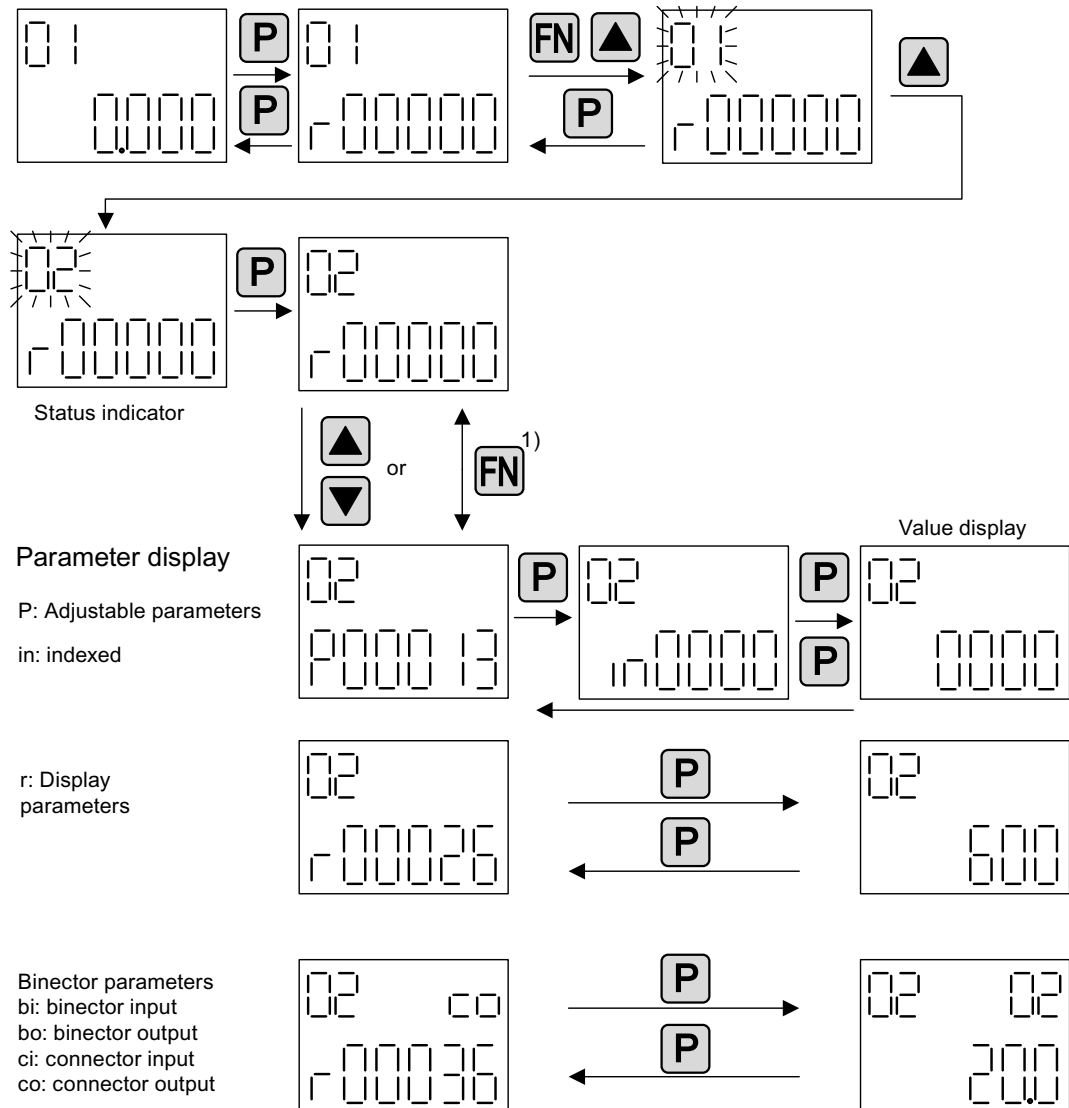 01
0.000
P
P
01
r00000
FN
P
01
r00000
02
r00000
Status indicator
P
02
r00000
or
FN
1)
Parameter display
P: Adjustable parameters
in: indexed
02
P00013
P
02
in0000
P
P
Value display
02
0000
r: Display
parameters
02
r00026
P
P
02
600
Binector parameters
bi: binector input
bo: binector output
ci: connector input
co: connector output
02 co
r00036
P
P
02 02
20.0